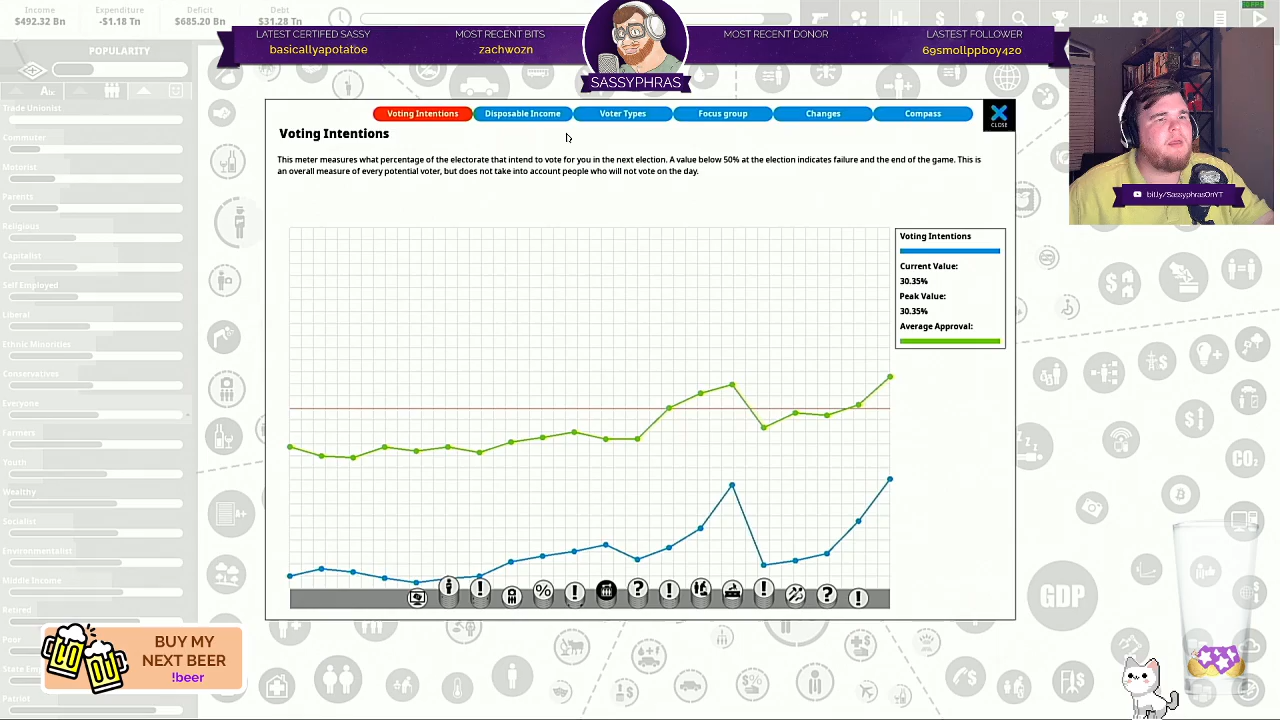 Income
Expenditure
Deficit
Debt
$492.32 Bn
-$1.18 Tn
$685.20 Bn
$31.28 Tn
LATEST CERTIFED SASSY
basicallyapotatoe
MOST RECENT BITS
zachwozn
SASSYPHRAS
MOST RECENT DONOR
LASTEST FOLLOWER
69smollppboy420
POPULARITY
Trade Unionist
Commuter
Parents
Religious
Capitalist
Self Employed
Liberal
Ethnic Minorities
Conservatives
Everyone
Farmers
Youth
Wealthy
Socialist
Environmentalist
Middle Income
Retired
Poor
Patriot
Voting Intentions
Disposable Income
Voter Types
Focus group
Changes
Compass
CLOSE
Voting Intentions
This meter measures what percentage of the electorate that intend to vote for you in the next election. A value below 50% at the election indicates failure and the end of the game. This is
an overall measure of every potential voter, but does not take into account people who will not vote on the day.
Voting Intentions
Current Value:
30.35%
Peak Value:
30.35%
Average Approval:
bit.ly/SassyphrasOnYT
CO2
GDP
BUY MY
NEXT BEER
!beer